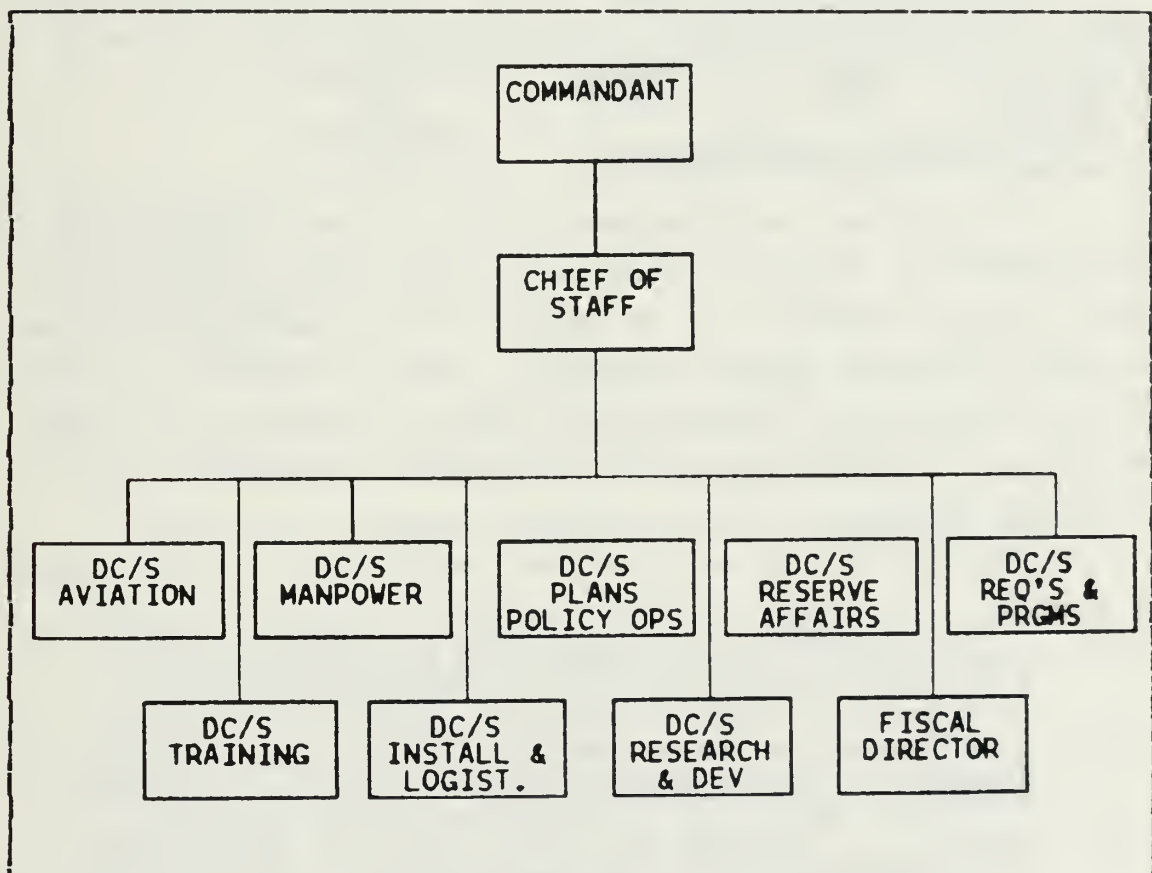 COMMANDANT
CHIEF OF
STAFF
DC/S
AVIATION
DC/S
MANPOWER
DC/S
PLANS
POLICY OPS
DC/S
RESERVE
AFFAIRS
DC/S
REQ'S &
PRGMS
DC/S
TRAINING
DC/S
INSTALL &
LOGIST.
DC/S
RESEARCH
& DEV
FISCAL
DIRECTOR